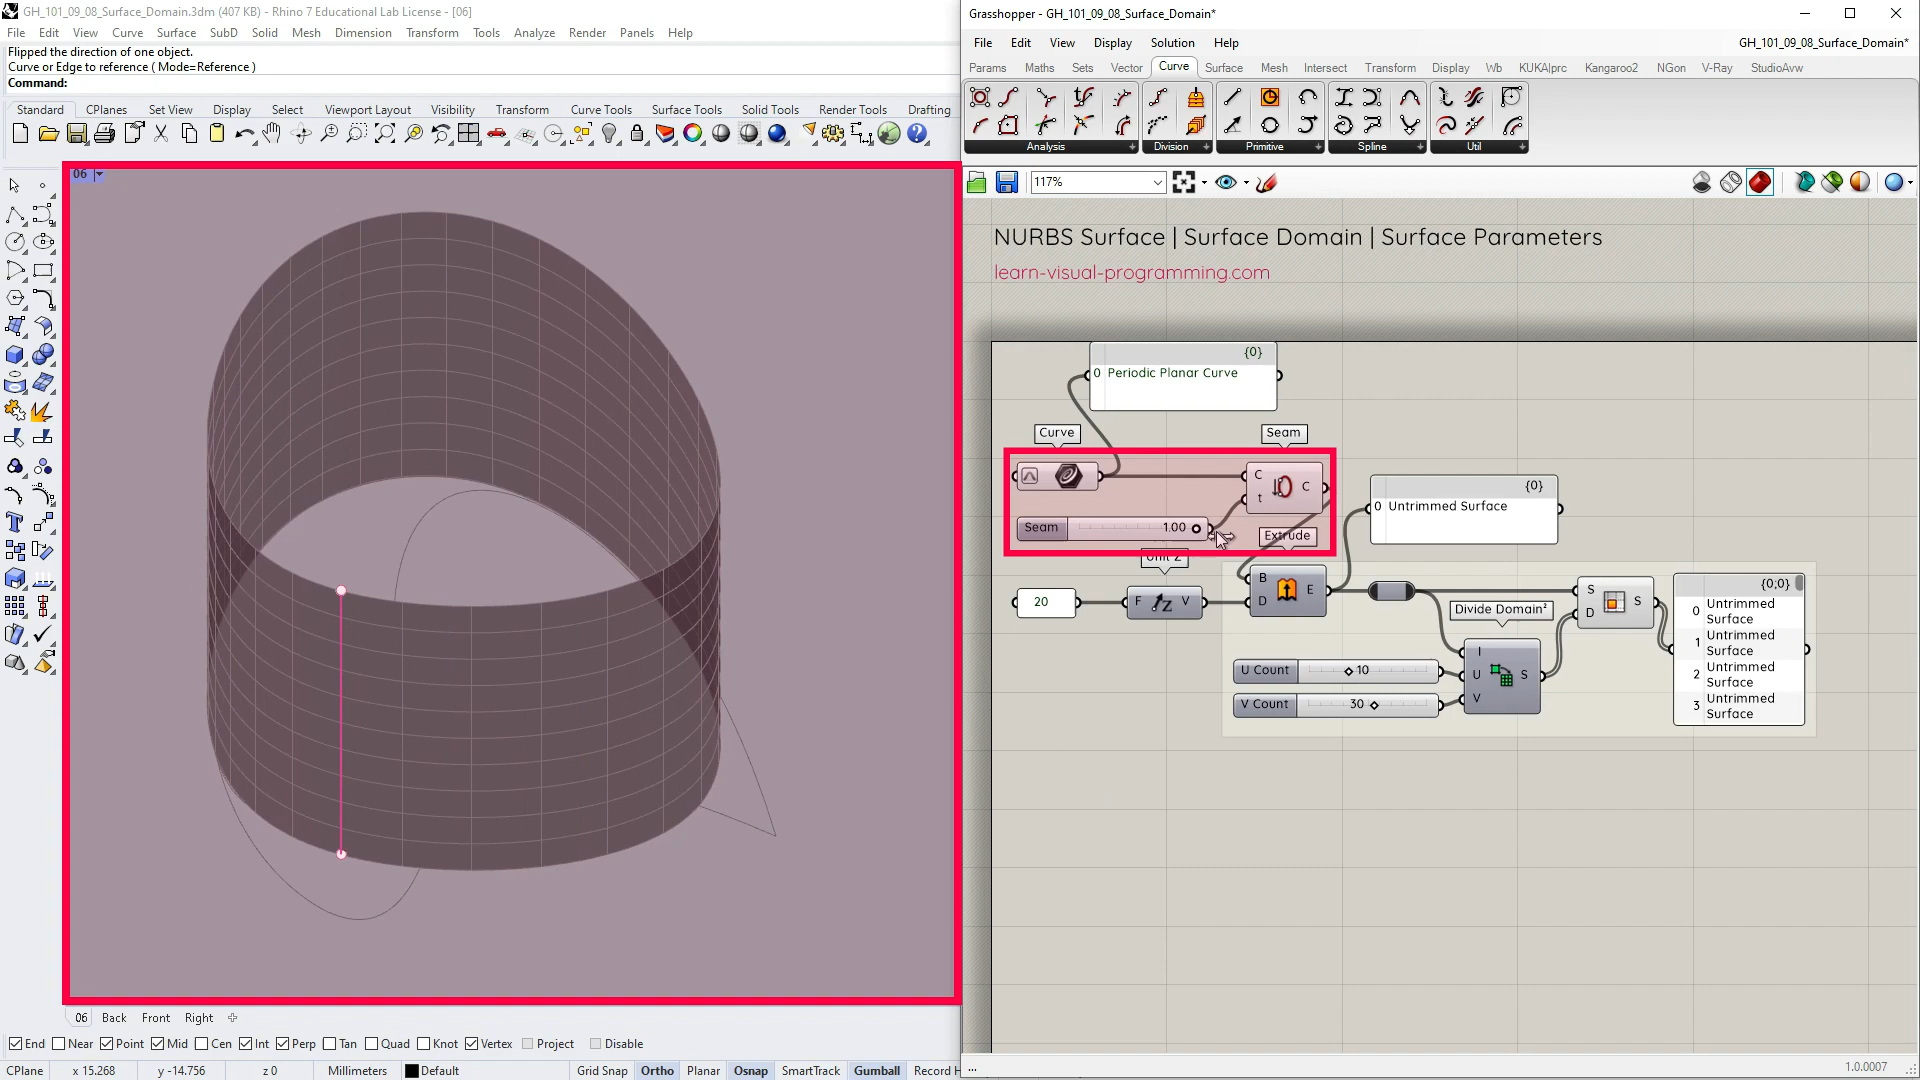 GH_101_09_08_Surface_Domain.3dm (407 KB) - Rhino 7 Educational Lab License - [06]
File Edit View Curve Surface SubD Solid Mesh Dimension Transform Tools Analyze Render Panels Help
Flipped the direction of one object.
Curve or Edge to reference ( Mode=Reference )
Command:
Standard CPlanes Set View Display Select Viewport Layout Visibility Transform Curve Tools Surface Tools Solid Tools Render Tools Drafting
06
06 Back Front Right
End Near Point Mid Cen Int Perp Tan Quad Knot Vertex Project Disable
CPlane x 15.268 y -14.756 z 0 Millimeters Default Grid Snap Ortho Planar Osnap SmartTrack Gumball Record H
Grasshopper - GH_101_09_08_Surface_Domain*
File Edit View Display Solution Help
GH_101_09_08_Surface_Domain*
Params Maths Sets Vector Curve Surface Mesh Intersect Transform Display Wb KUKA|prc Kangaroo2 NGon V-Ray StudioAvw
Analysis Division Primitive Spline Util
117%
NURBS Surface | Surface Domain | Surface Parameters
learn-visual-programming.com
{0}
0 Periodic Planar Curve
Curve
Seam
C
t
C
Seam 1.00
Extrude
Unit Z
{0}
0 Untrimmed Surface
20
F V
B
D
E
Divide Domain²
S
D
S
{0;0}
0 Untrimmed
Surface
1 Untrimmed
Surface
2 Untrimmed
Surface
3 Untrimmed
Surface
U Count 10
V Count 30
I
U
V
S
...
1.0.0007